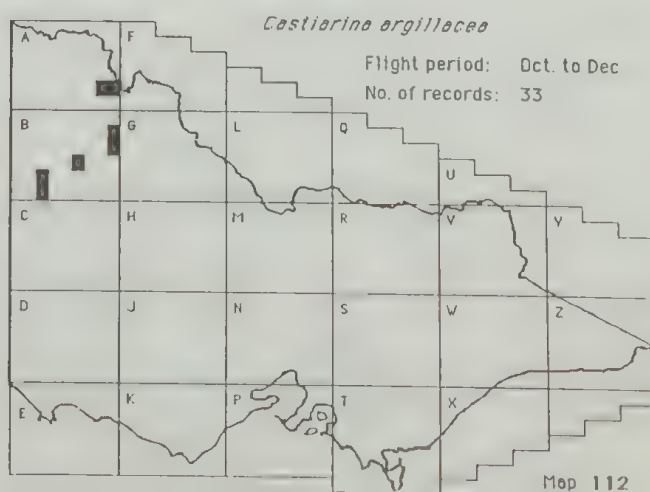 Castiarina argillacea
Flight period: Oct. to Dec
No. of records: 33
A F
B G L Q
U
C H M R V Y
D J N S W Z
E K P T X
Map 112